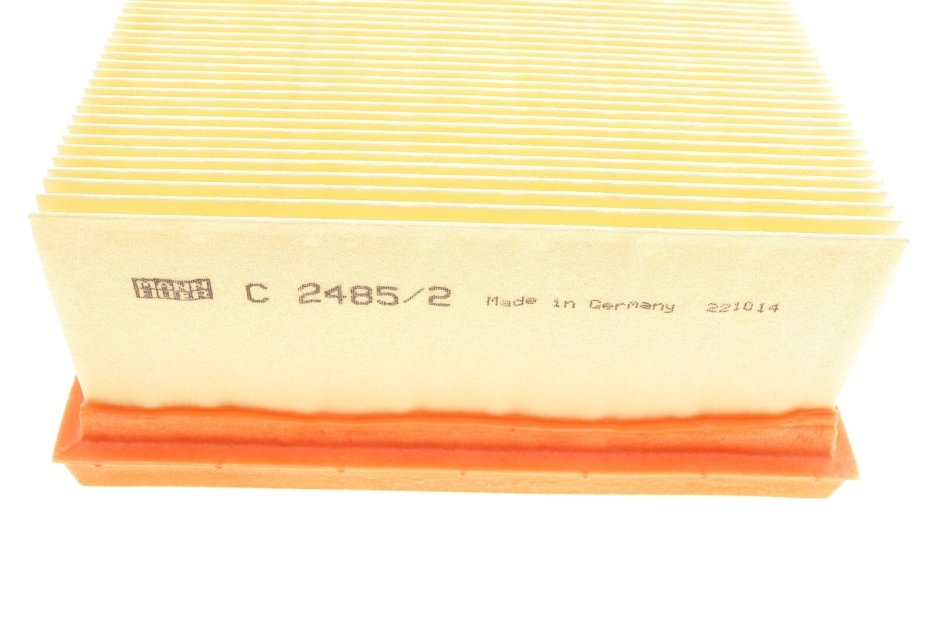 MANN
FILTER
C 2485/2 Made in Germany 221014